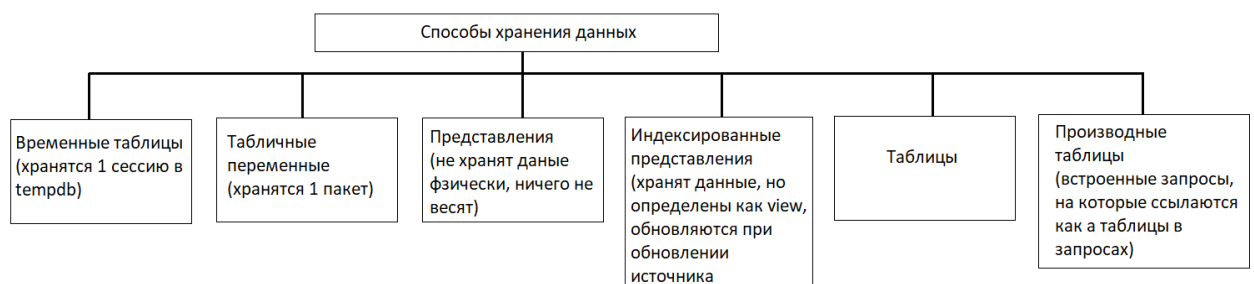 Способы хранения данных
Временные таблицы
(хранятся 1 сессию в
tempdb)
Табличные
переменные
(хранятся 1 пакет)
Представления
(не хранят даные
фзически, ничего не
весят)
Индексированные
представления
(хранят данные, но
определены как view,
обновляются при
обновлении
источника
Таблицы
Производные
таблицы
(встроенные запросы,
на которые ссылаются
как а таблицы в
запросах)